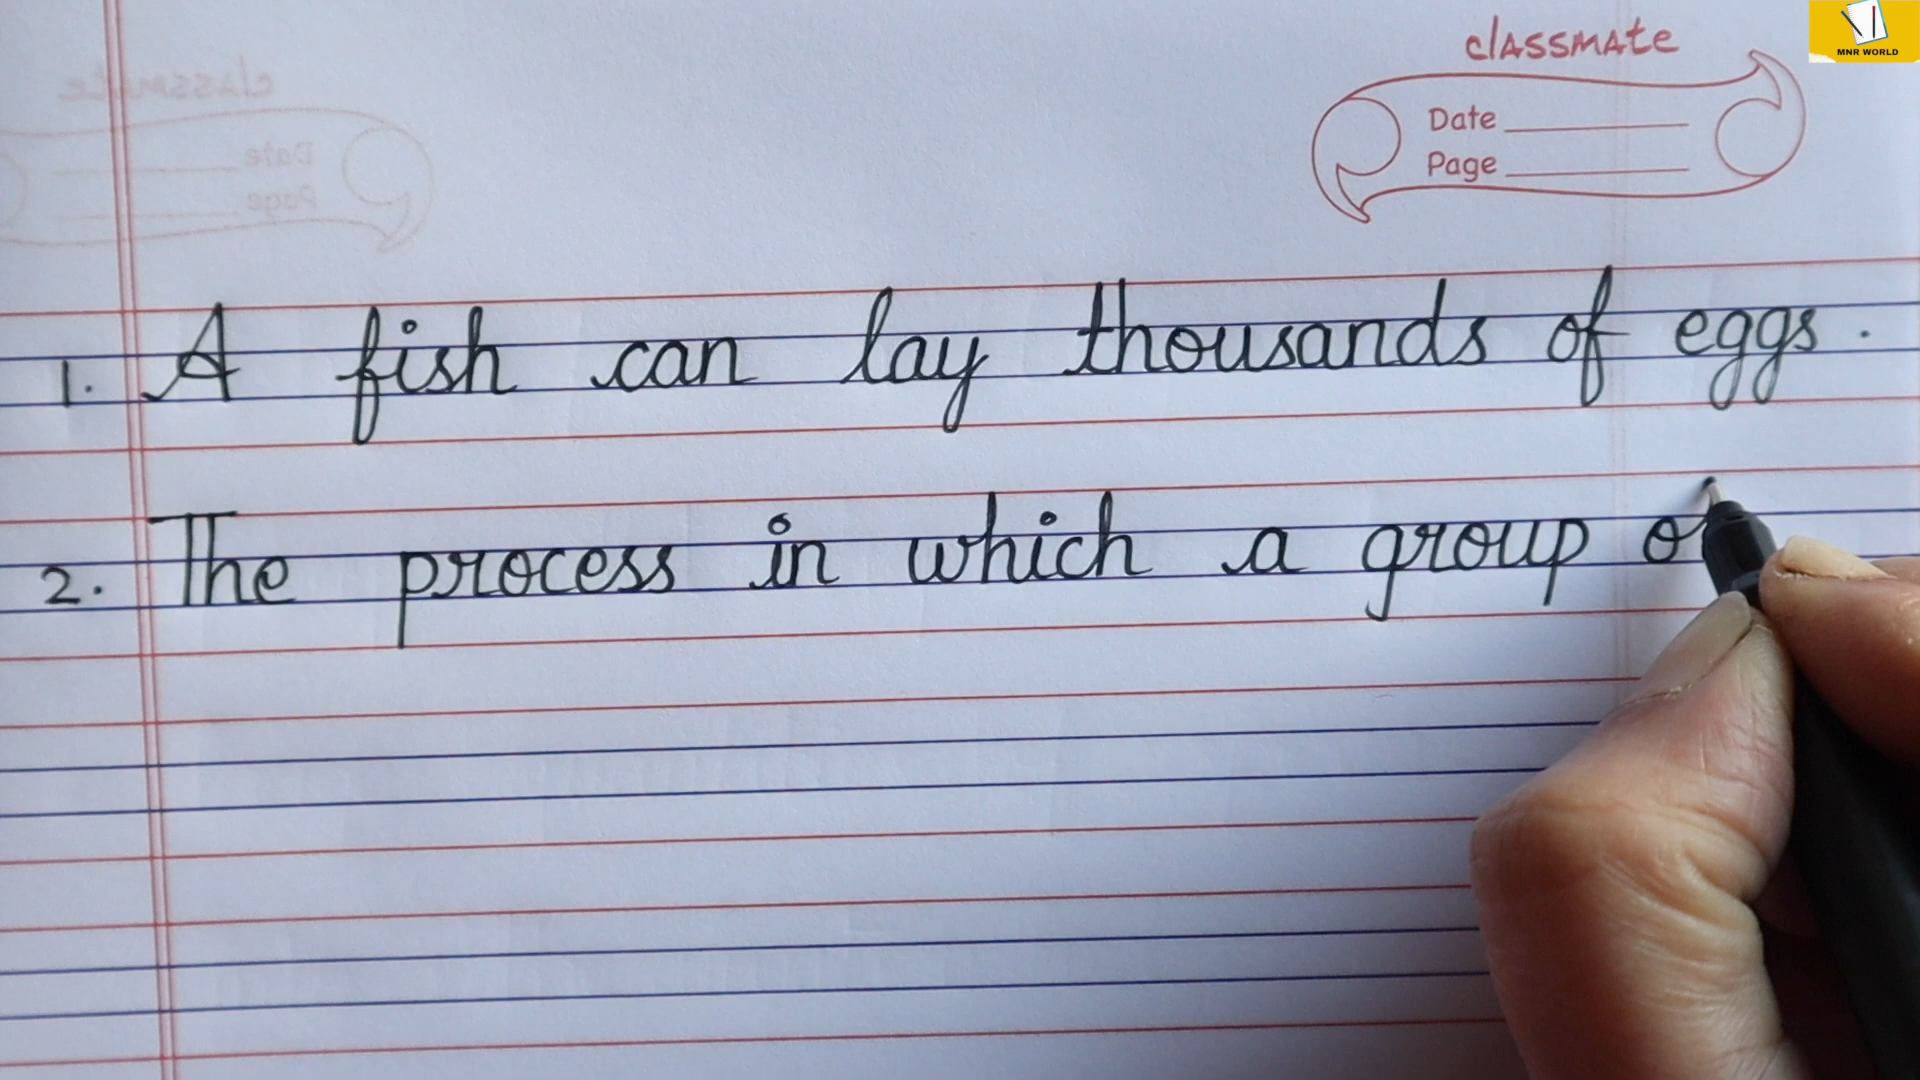 MNR WORLD
classmate
Date
Page
1. A fish can lay thousands of eggs.
2. The process in which a group